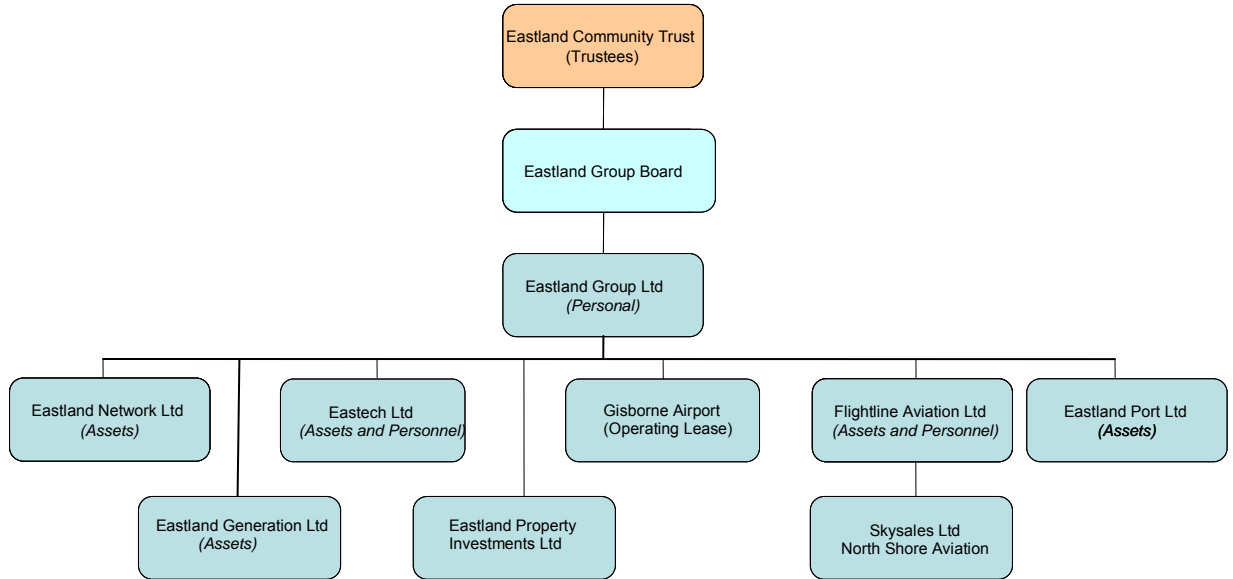 Eastland Community Trust
(Trustees)
Eastland Group Board
Eastland Group Ltd
(Personal)
Eastland Network Ltd
(Assets)
Eastech Ltd
(Assets and Personnel)
Gisborne Airport
(Operating Lease)
Flightline Aviation Ltd
(Assets and Personnel)
Eastland Port Ltd
(Assets)
Eastland Generation Ltd
(Assets)
Eastland Property
Investments Ltd
Skysales Ltd
North Shore Aviation